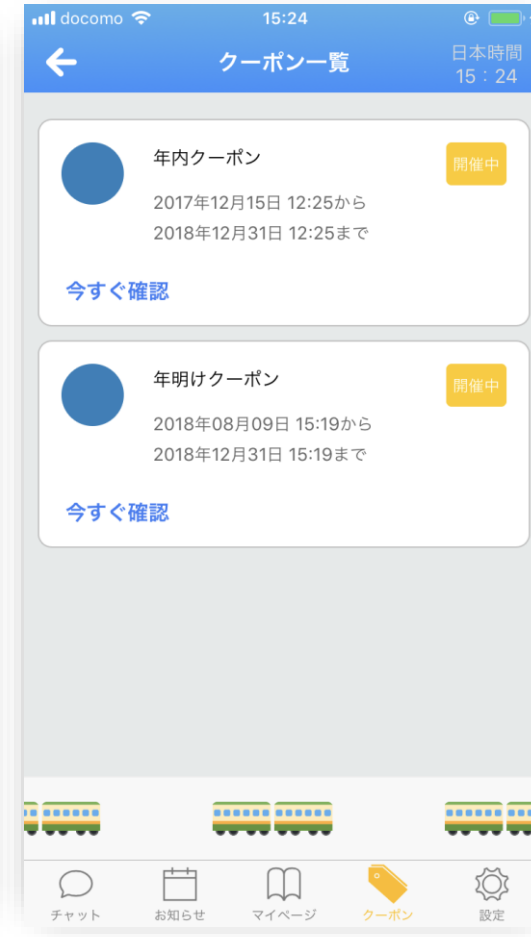 docomo
15:24
クーポン一覧
日本時間
15：24
年内クーポン
開催中
2017年12月15日 12:25から
2018年12月31日 12:25まで
今すぐ確認
年明けクーポン
開催中
2018年08月09日 15:19から
2018年12月31日 15:19まで
今すぐ確認
チャット
お知らせ
マイページ
クーポン
設定